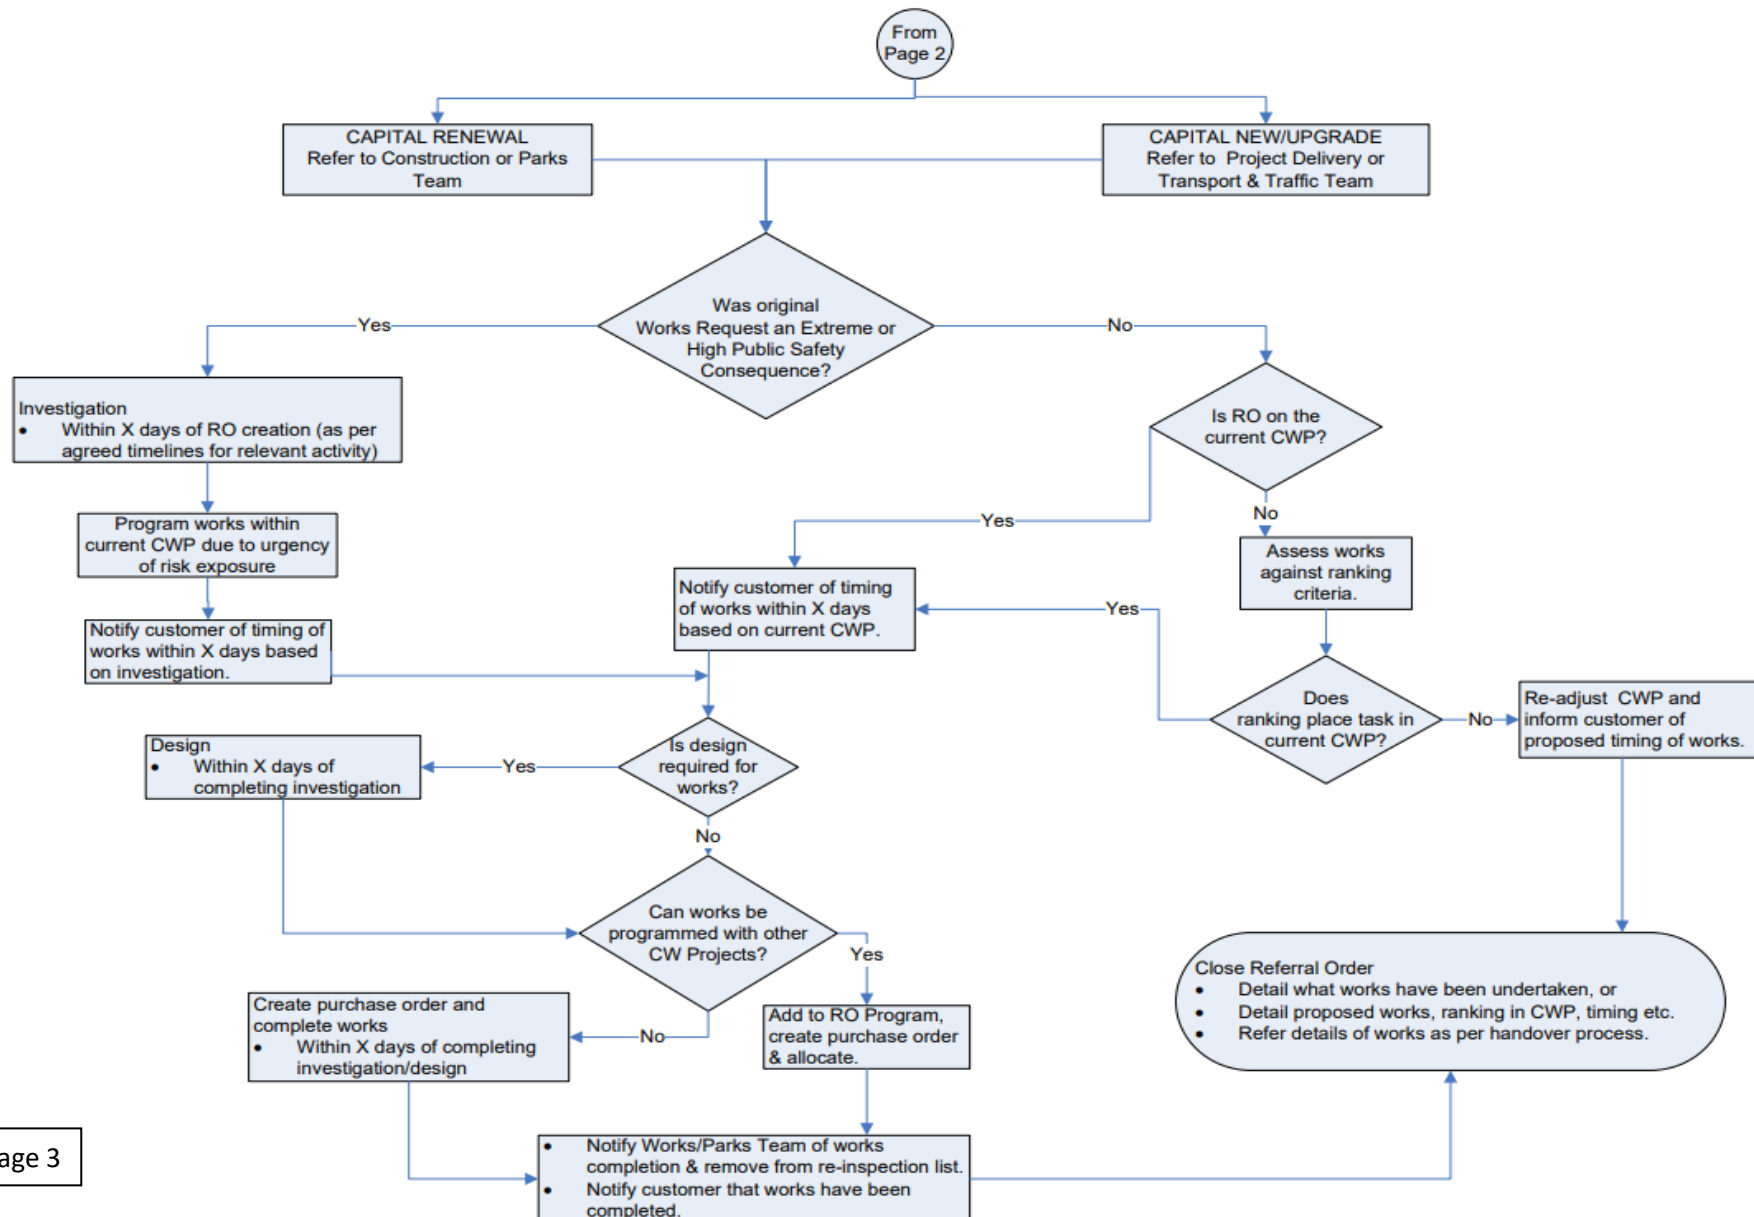 From
Page 2
CAPITAL RENEWAL
Refer to Construction or Parks
Team
CAPITAL NEW/UPGRADE
Refer to Project Delivery or
Transport & Traffic Team
Was original
Works Request an Extreme or
High Public Safety
Consequence?
Yes
No
Investigation
• Within X days of RO creation (as per
agreed timelines for relevant activity)
Is RO on the
current CWP?
Program works within
current CWP due to urgency
of risk exposure
Yes
No
Assess works
against ranking
criteria.
Notify customer of timing
of works within X days
based on current CWP.
Yes
Notify customer of timing of
works within X days based
on investigation.
Does
ranking place task in
current CWP?
No
Re-adjust CWP and
inform customer of
proposed timing of works.
Is design
required for
works?
Yes
Design
• Within X days of
completing investigation
No
Can works be
programmed with other
CW Projects?
Yes
No
Create purchase order and
complete works
• Within X days of completing
investigation/design
Add to RO Program,
create purchase order
& allocate.
Close Referral Order
• Detail what works have been undertaken, or
• Detail proposed works, ranking in CWP, timing etc.
• Refer details of works as per handover process.
• Notify Works/Parks Team of works
completion & remove from re-inspection list.
• Notify customer that works have been
completed.
age 3